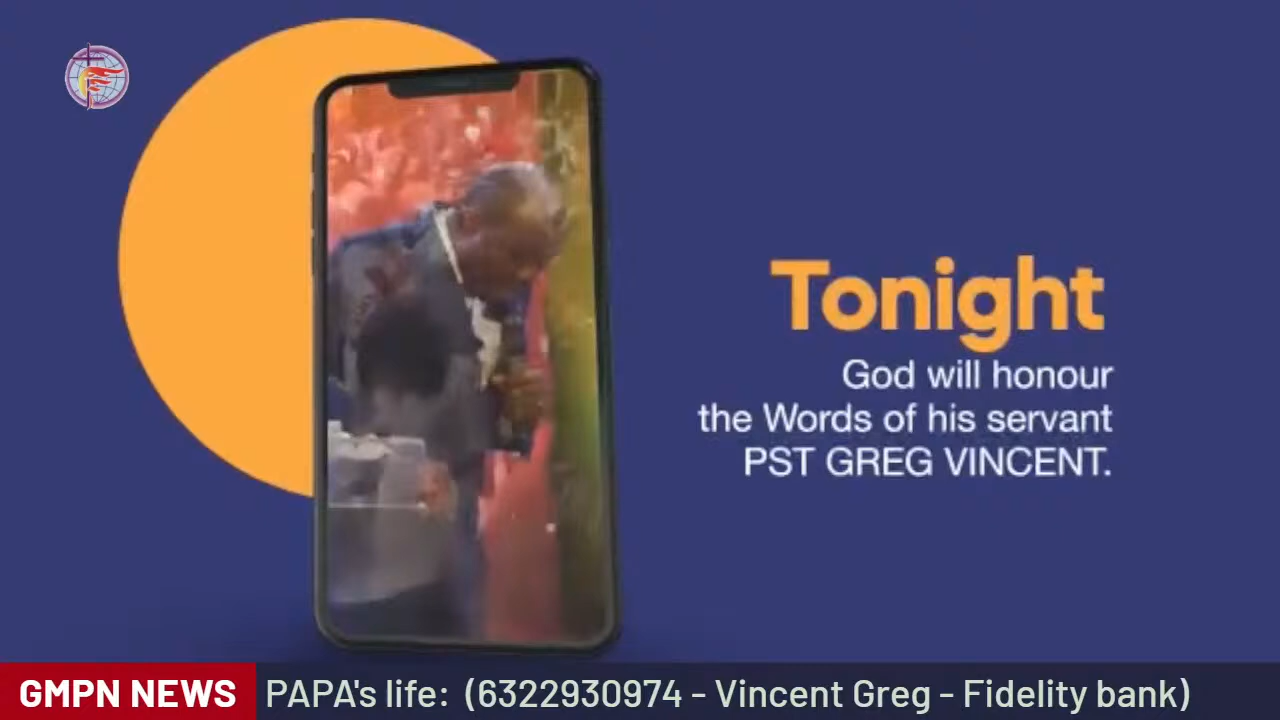 Tonight
God will honour
the Words of his servant
PST GREG VINCENT.
GMPN NEWS
PAPA's life: (6322930974 - Vincent Greg - Fidelity bank)